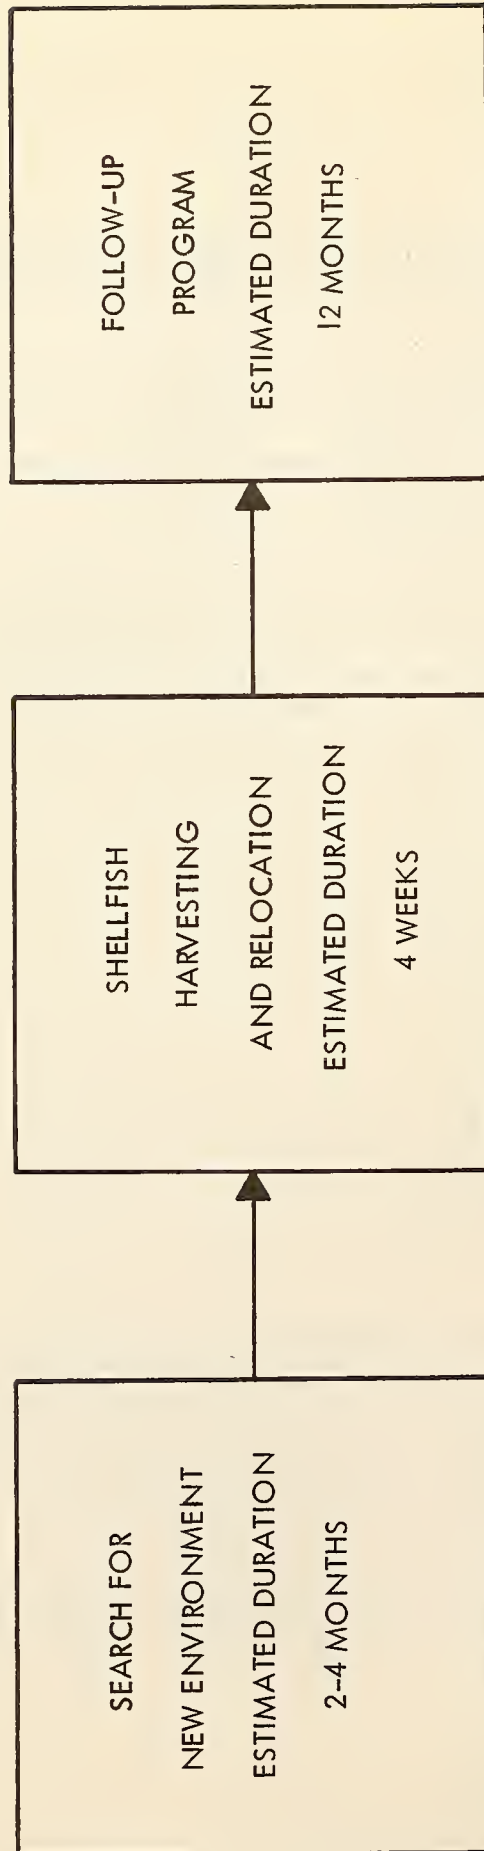 SEARCH FOR
NEW ENVIRONMENT
ESTIMATED DURATION
2-4 MONTHS
SHELLFISH
HARVESTING
AND RELOCATION
ESTIMATED DURATION
4 WEEKS
FOLLOW-UP
PROGRAM
ESTIMATED DURATION
12 MONTHS